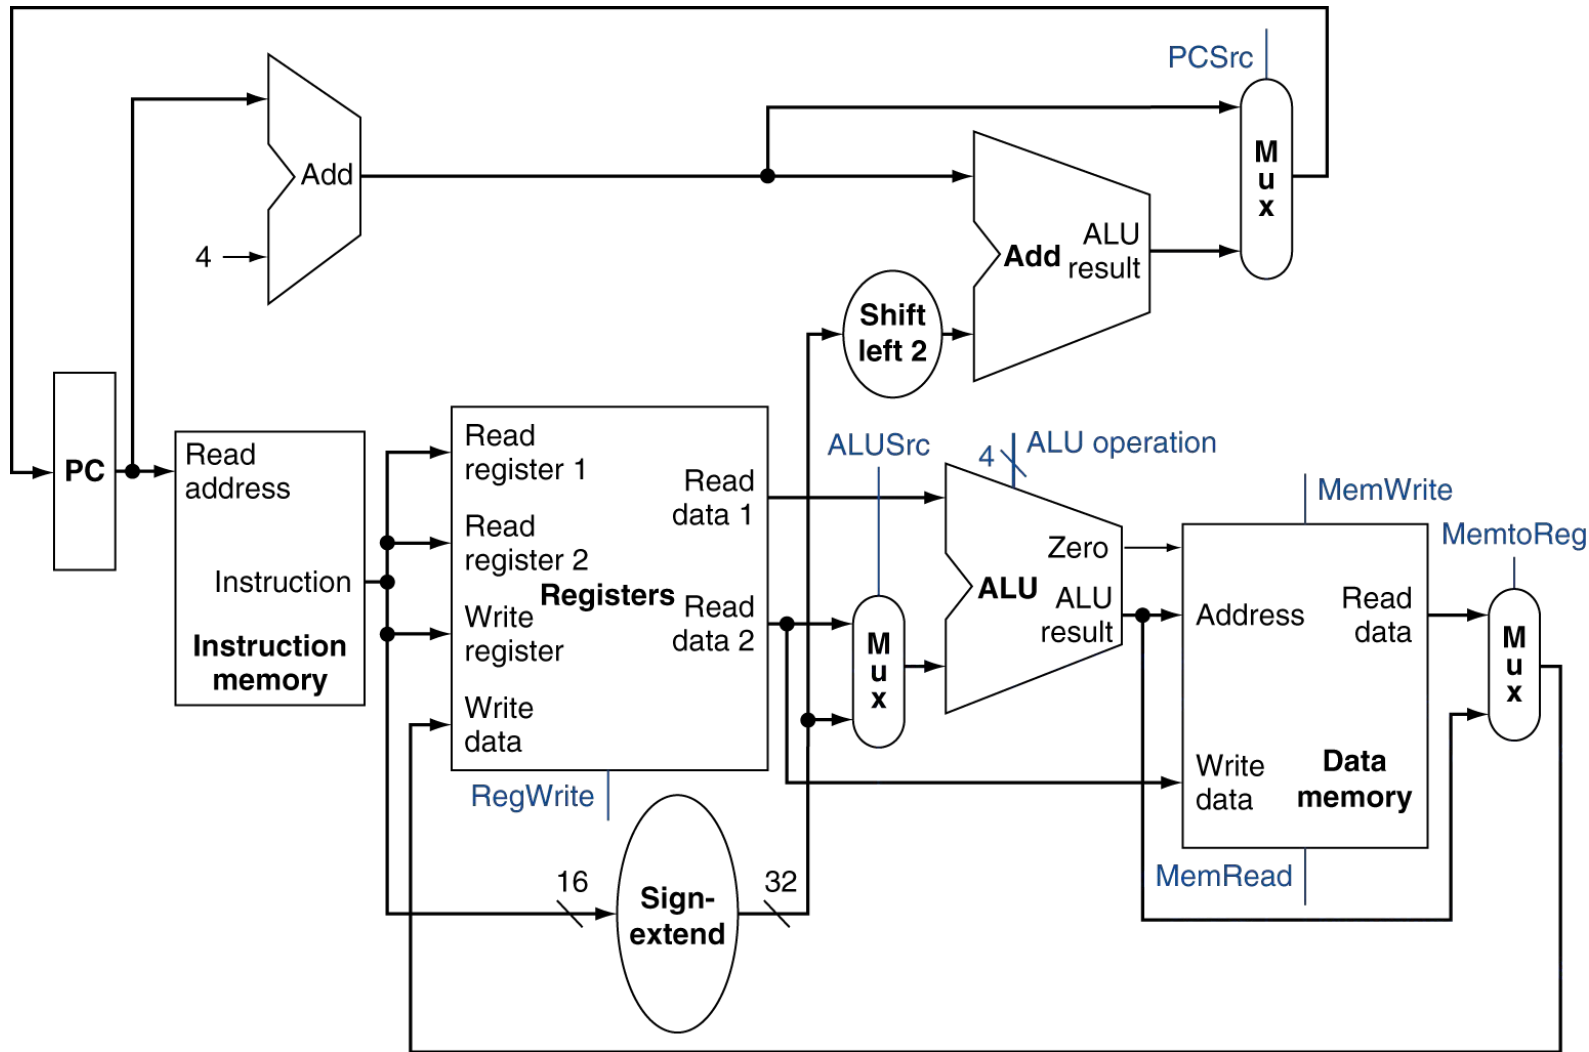 PCSrc
M
u
x
Add
4
Add
ALU
result
Shift
left 2
PC
Read
address
Instruction
Instruction
memory
Read
register 1
Read
register 2
Write
register
Write
data
Registers
Read
data 1
Read
data 2
RegWrite
16
Sign-
extend
32
ALUSrc
M
u
x
4
ALU operation
Zero
ALU
ALU
result
MemWrite
Address
Read
data
Write
data
Data
memory
MemRead
MemtoReg
M
u
x